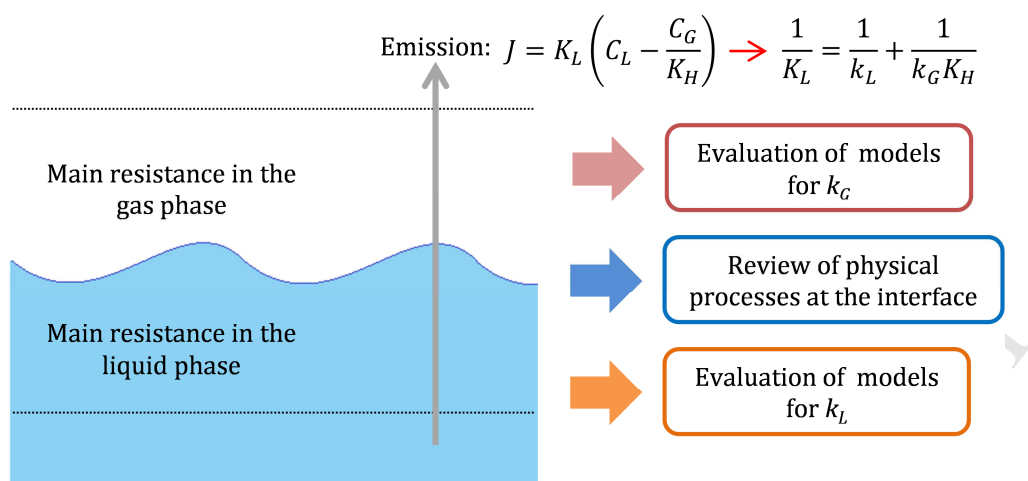 Emission: J = K_L ( C_L − C_G / K_H ) → 1 / K_L = 1 / k_L + 1 / (k_G K_H)
Main resistance in the
gas phase
Evaluation of models
for k_G
Review of physical
processes at the interface
Main resistance in the
liquid phase
Evaluation of models
for k_L